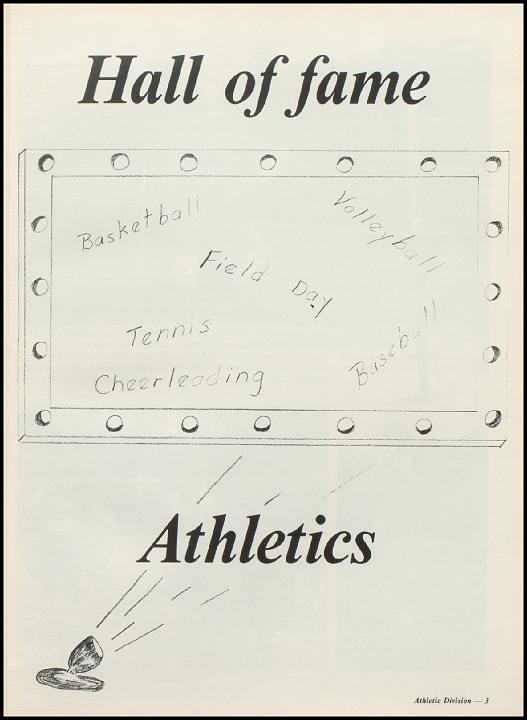 Hall of fame
Basketball
Volleyball
Field Day
Tennis
Baseball
Cheerleading
Athletics
Athletic Division — 3